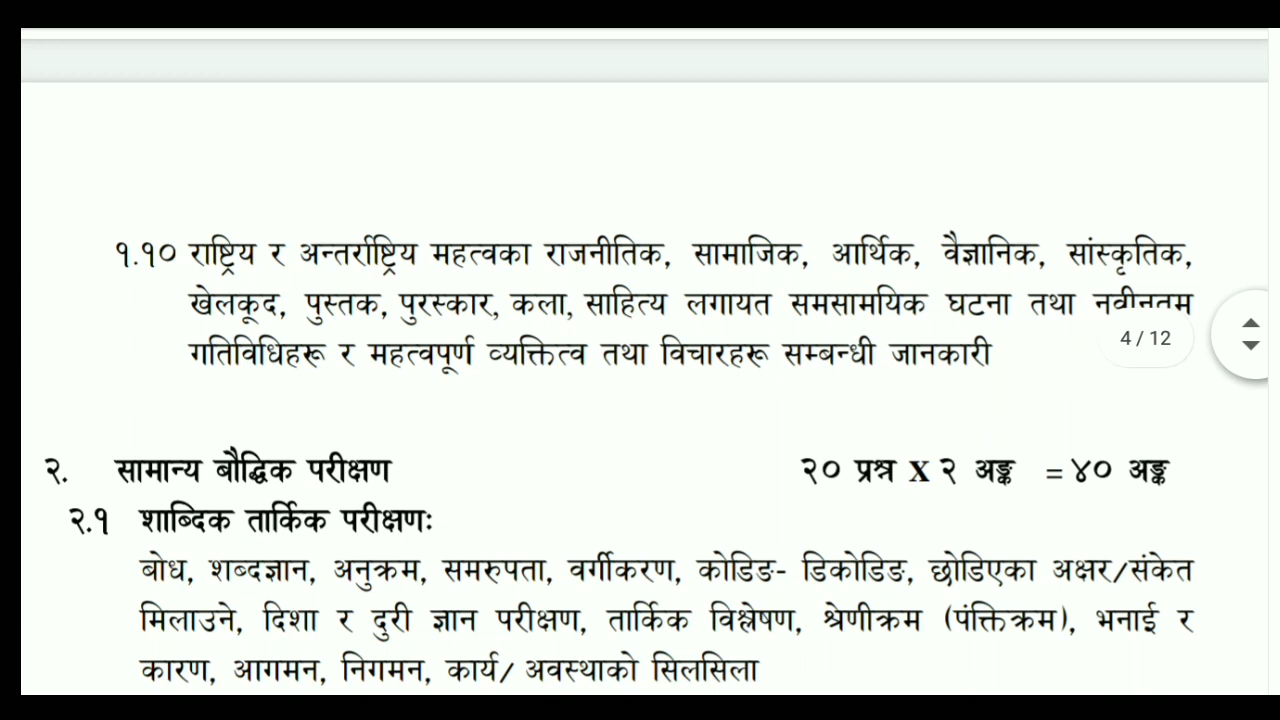 १.१० राष्ट्रिय र अन्तर्राष्ट्रिय महत्वका राजनीतिक, सामाजिक, आर्थिक, वैज्ञानिक, सांस्कृतिक,
खेलकूद, पुस्तक, पुरस्कार, कला, साहित्य लगायत समसामयिक घटना तथा नवीनतम
गतिविधिहरू र महत्वपूर्ण व्यक्तित्व तथा विचारहरू सम्बन्धी जानकारी
4 / 12
२. सामान्य बौद्धिक परीक्षण २० प्रश्न X २ अङ्क = ४० अङ्क
२.१ शाब्दिक तार्किक परीक्षणः
बोध, शब्दज्ञान, अनुक्रम, समरुपता, वर्गीकरण, कोडिङ- डिकोडिङ, छोडिएका अक्षर/संकेत
मिलाउने, दिशा र दुरी ज्ञान परीक्षण, तार्किक विश्लेषण, श्रेणीक्रम (पंक्तिक्रम), भनाई र
कारण, आगमन, निगमन, कार्य/ अवस्थाको सिलसिला